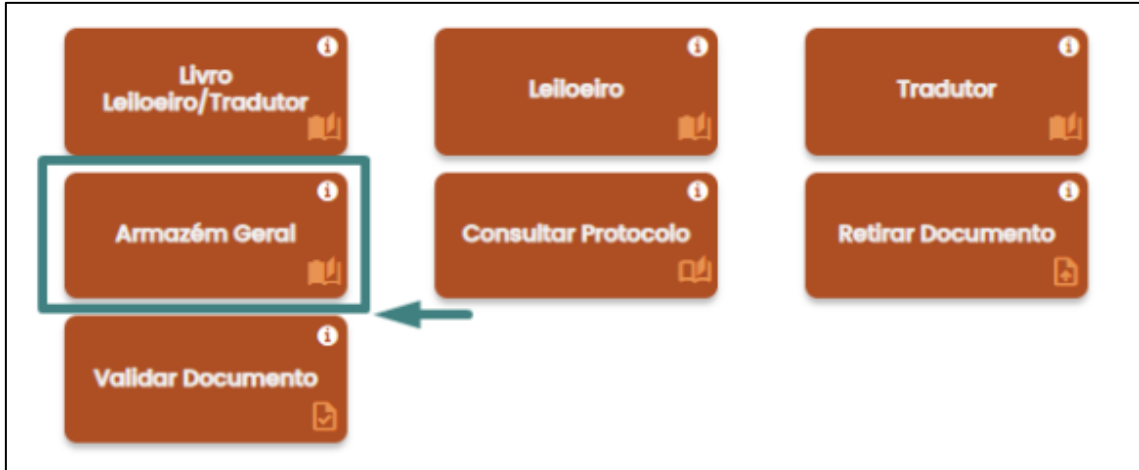 Livro
Leiloeiro/Tradutor
Leiloeiro
Tradutor
Armazém Geral
Consultar Protocolo
Retirar Documento
Validar Documento